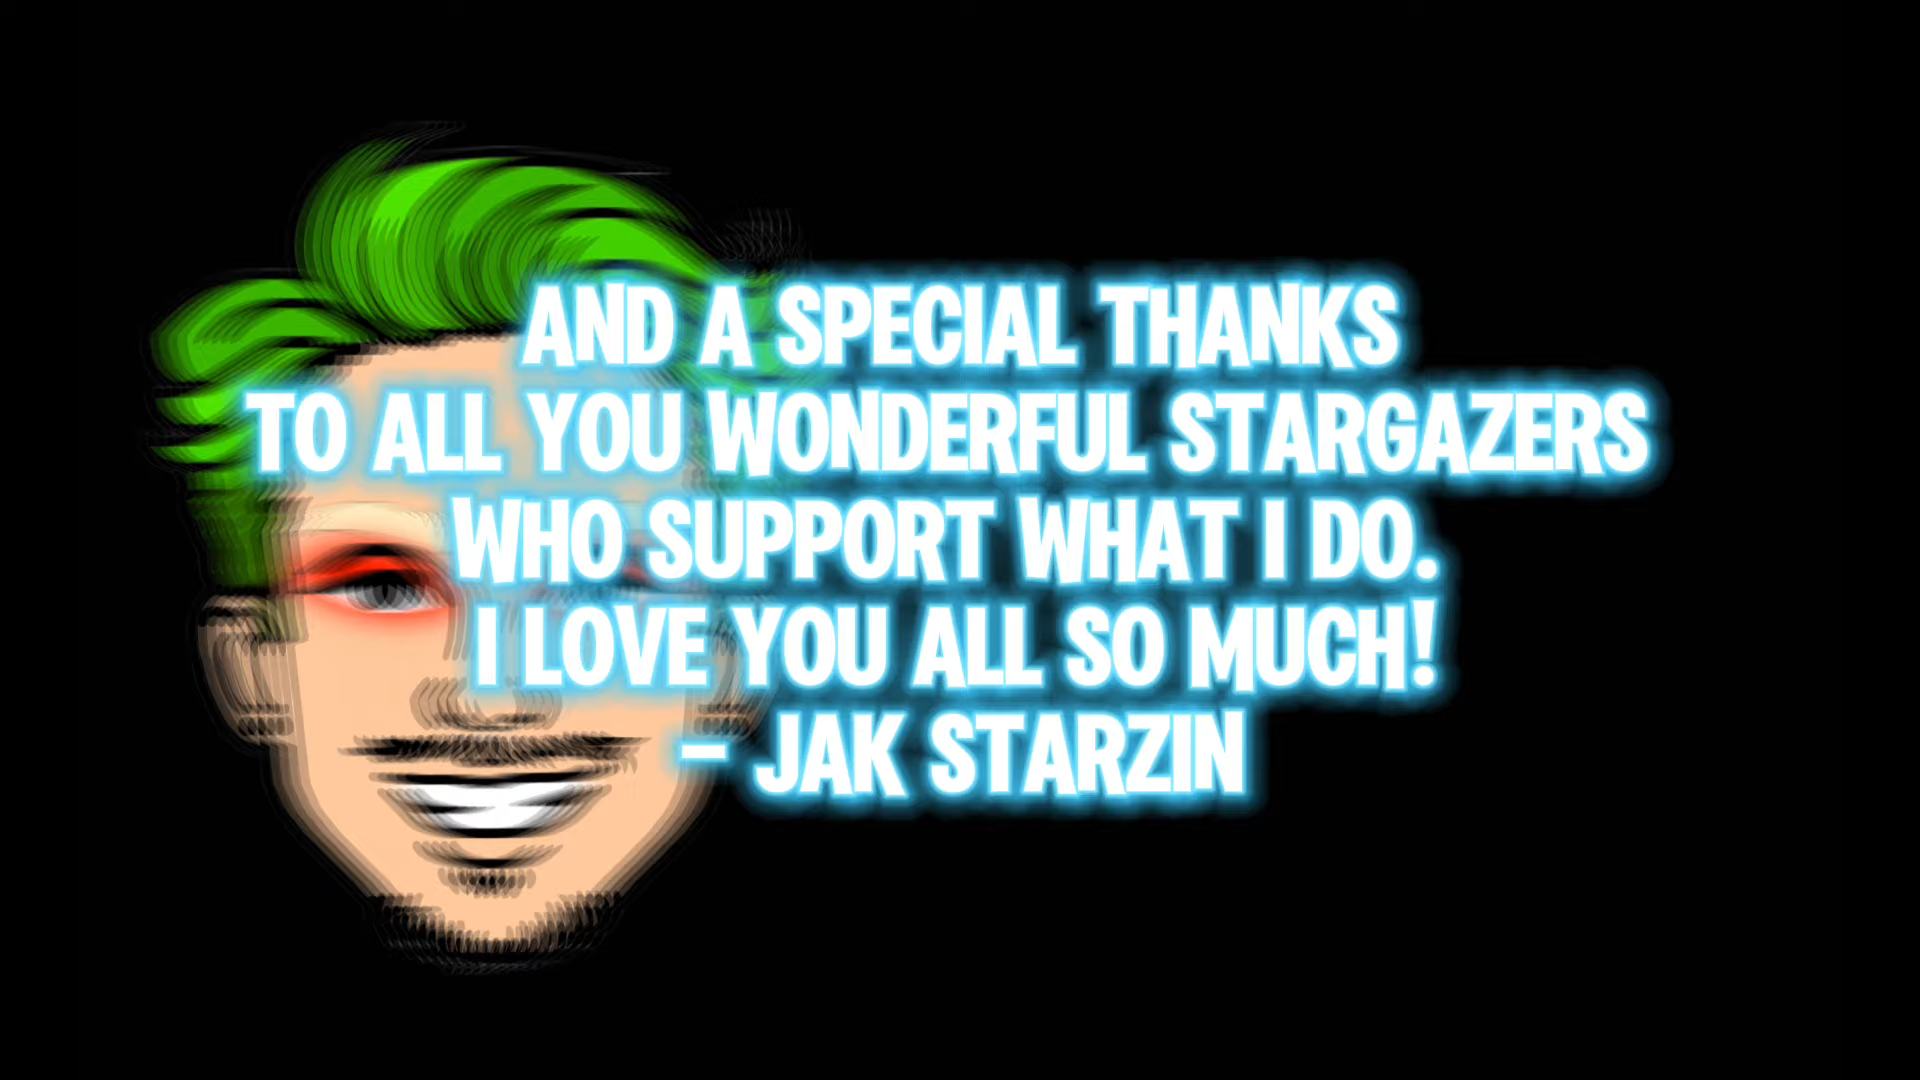 AND A SPECIAL THANKS
TO ALL YOU WONDERFUL STARGAZERS
WHO SUPPORT WHAT I DO.
I LOVE YOU ALL SO MUCH!
- JAK STARZIN